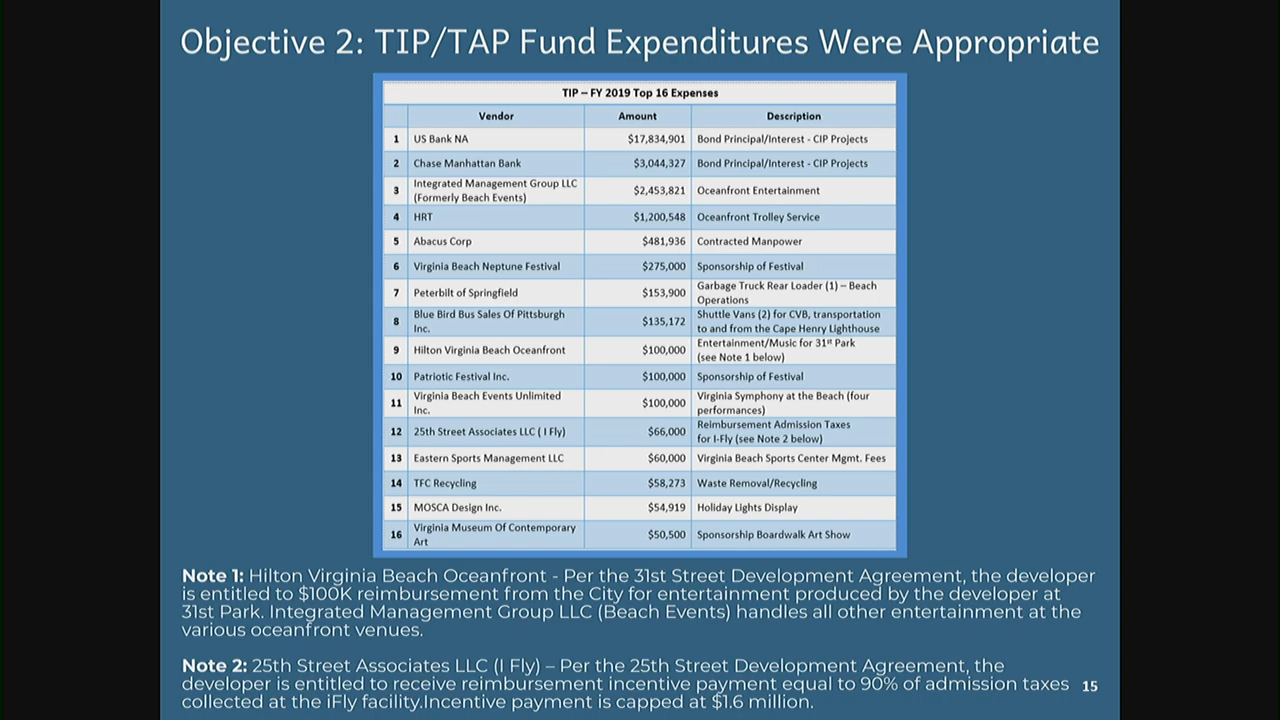 Objective 2: TIP/TAP Fund Expenditures Were Appropriate
TIP – FY 2019 Top 16 Expenses
Vendor Amount Description
1 US Bank NA $17,834,901 Bond Principal/Interest - CIP Projects
2 Chase Manhattan Bank $3,044,327 Bond Principal/Interest - CIP Projects
3 Integrated Management Group LLC
(Formerly Beach Events) $2,453,821 Oceanfront Entertainment
4 HRT $1,200,548 Oceanfront Trolley Service
5 Abacus Corp $481,936 Contracted Manpower
6 Virginia Beach Neptune Festival $275,000 Sponsorship of Festival
7 Peterbilt of Springfield $153,900 Garbage Truck Rear Loader (1) – Beach
Operations
8 Blue Bird Bus Sales Of Pittsburgh
Inc. $135,172 Shuttle Vans (2) for CVB, transportation
to and from the Cape Henry Lighthouse
9 Hilton Virginia Beach Oceanfront $100,000 Entertainment/Music for 31st Park
(see Note 1 below)
10 Patriotic Festival Inc. $100,000 Sponsorship of Festival
11 Virginia Beach Events Unlimited
Inc. $100,000 Virginia Symphony at the Beach (four
performances)
12 25th Street Associates LLC ( I Fly) $66,000 Reimbursement Admission Taxes
for I-Fly (see Note 2 below)
13 Eastern Sports Management LLC $60,000 Virginia Beach Sports Center Mgmt. Fees
14 TFC Recycling $58,273 Waste Removal/Recycling
15 MOSCA Design Inc. $54,919 Holiday Lights Display
16 Virginia Museum Of Contemporary
Art $50,500 Sponsorship Boardwalk Art Show
Note 1: Hilton Virginia Beach Oceanfront - Per the 31st Street Development Agreement, the developer
is entitled to $100K reimbursement from the City for entertainment produced by the developer at
31st Park. Integrated Management Group LLC (Beach Events) handles all other entertainment at the
various oceanfront venues.
Note 2: 25th Street Associates LLC (I Fly) – Per the 25th Street Development Agreement, the
developer is entitled to receive reimbursement incentive payment equal to 90% of admission taxes
collected at the iFly facility.Incentive payment is capped at $1.6 million.
15